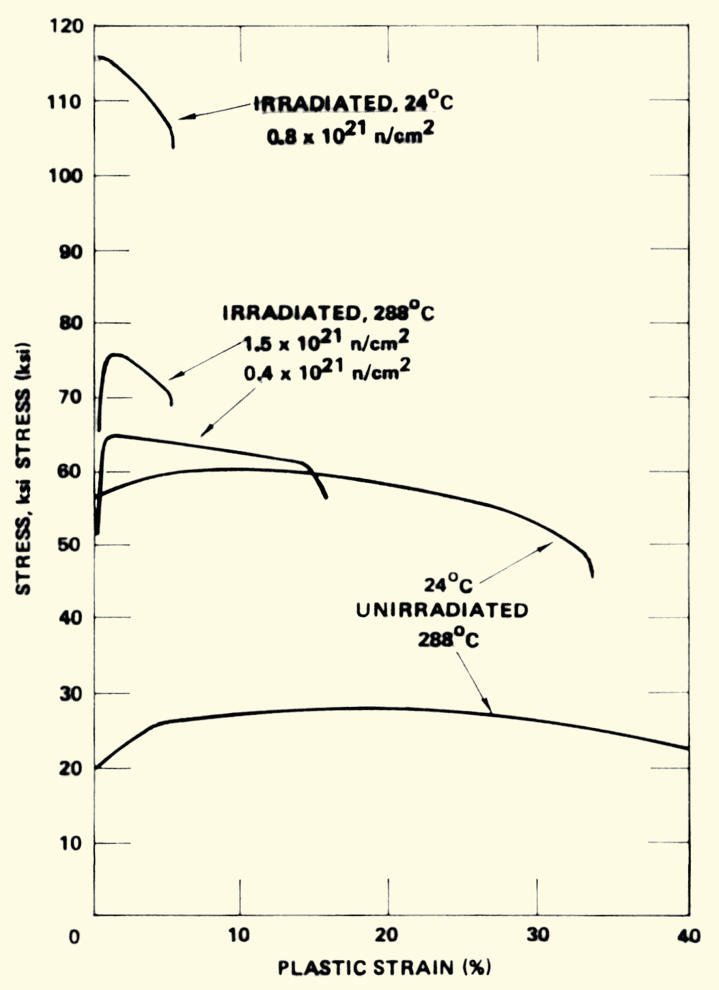 120
110
100
90
80
70
60
50
40
30
20
10
0
10
20
30
40
STRESS, ksi STRESS (ksi)
PLASTIC STRAIN (%)
IRRADIATED, 24°C
0.8 x 10²¹ n/cm²
IRRADIATED, 288°C
1.5 x 10²¹ n/cm²
0.4 x 10²¹ n/cm²
24°C
UNIRRADIATED
288°C